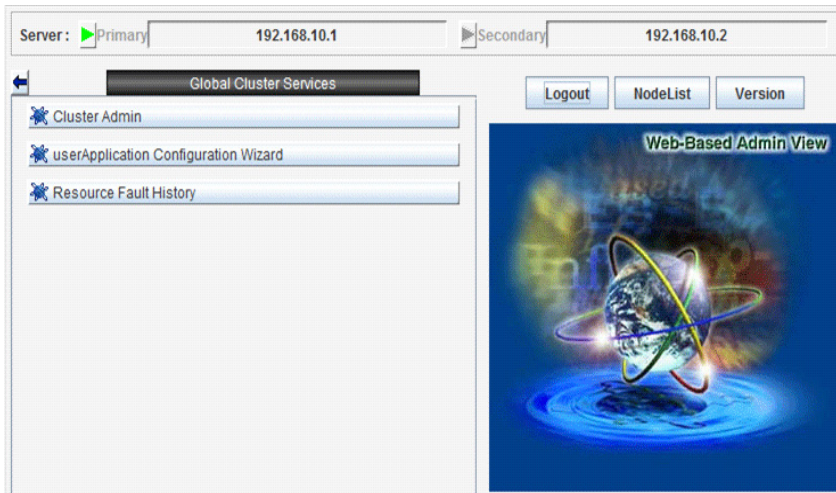 Server : Primary 192.168.10.1 Secondary 192.168.10.2
Global Cluster Services
Logout NodeList Version
Cluster Admin
userApplication Configuration Wizard
Resource Fault History
Web-Based Admin View